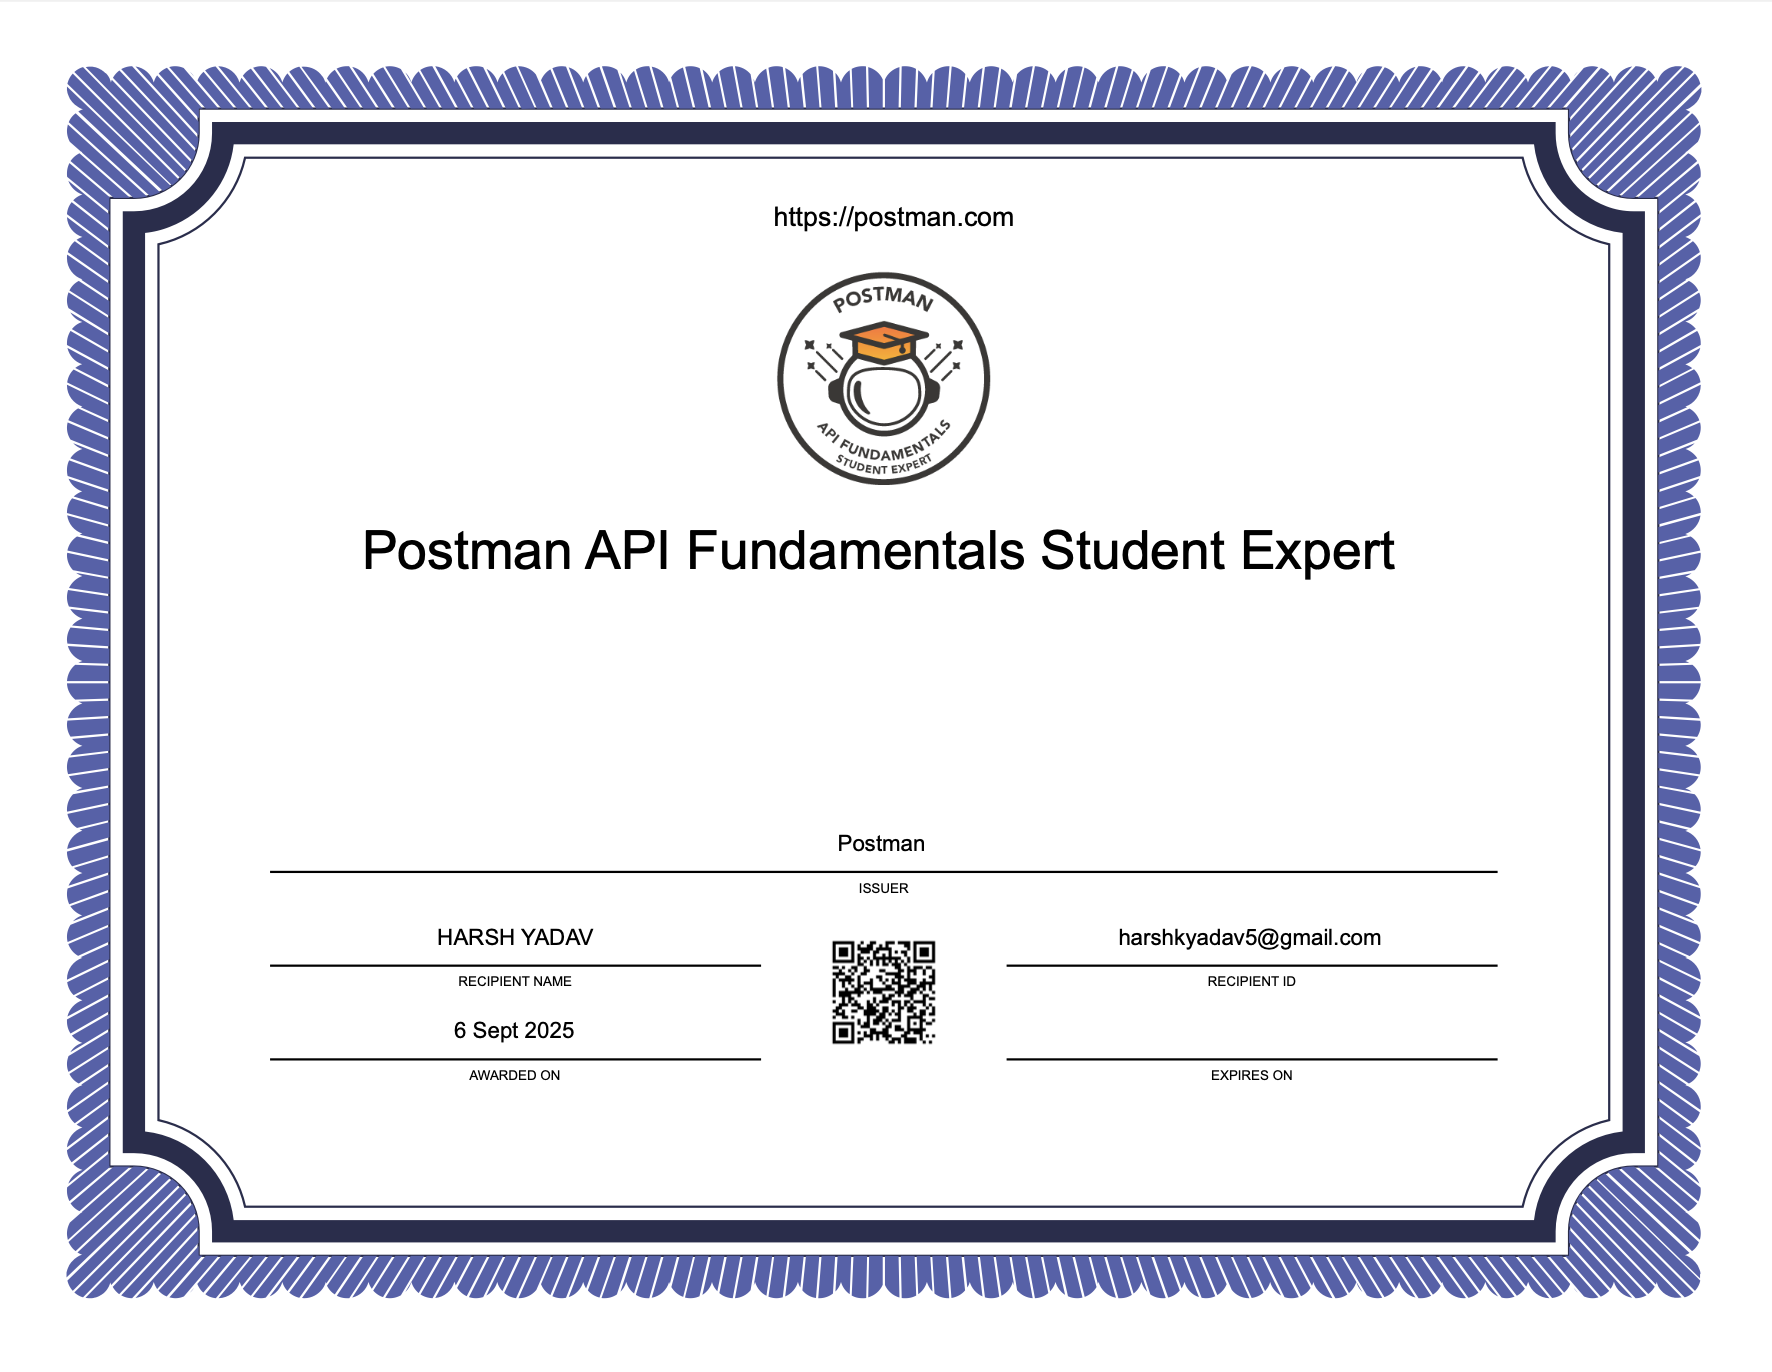 https://postman.com
POSTMAN
API FUNDAMENTALS
STUDENT EXPERT
Postman API Fundamentals Student Expert
Postman
ISSUER
HARSH YADAV
RECIPIENT NAME
harshkyadav5@gmail.com
RECIPIENT ID
6 Sept 2025
AWARDED ON
EXPIRES ON